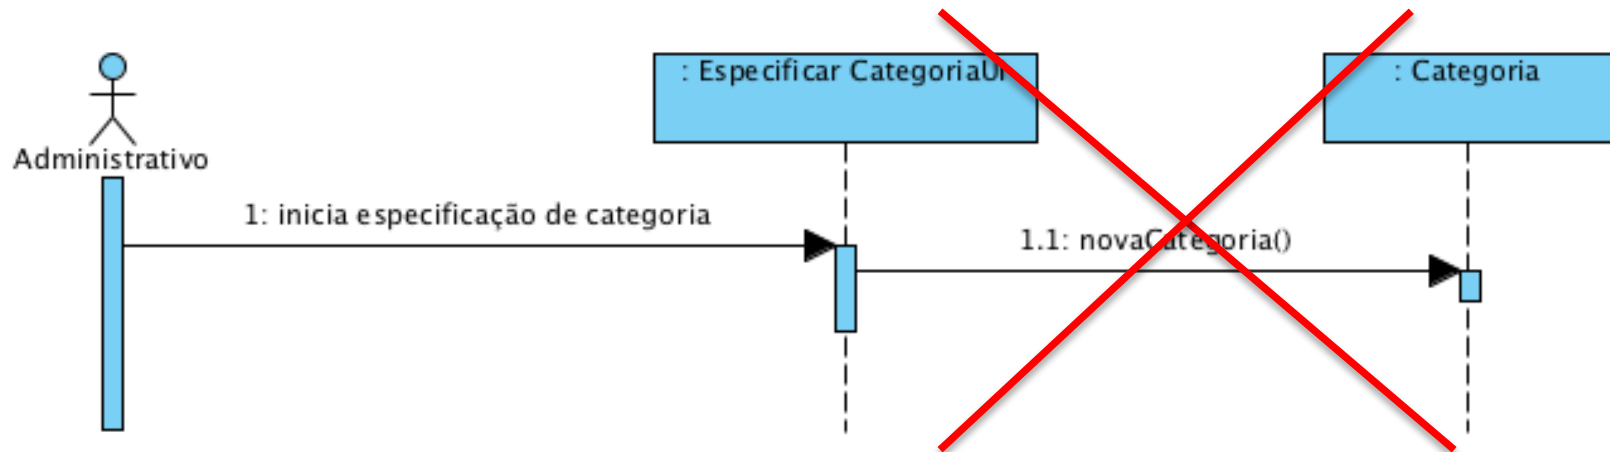 : Especificar CategoriaUI
: Categoria
Administrativo
1: inicia especificação de categoria
1.1: novaCategoria()